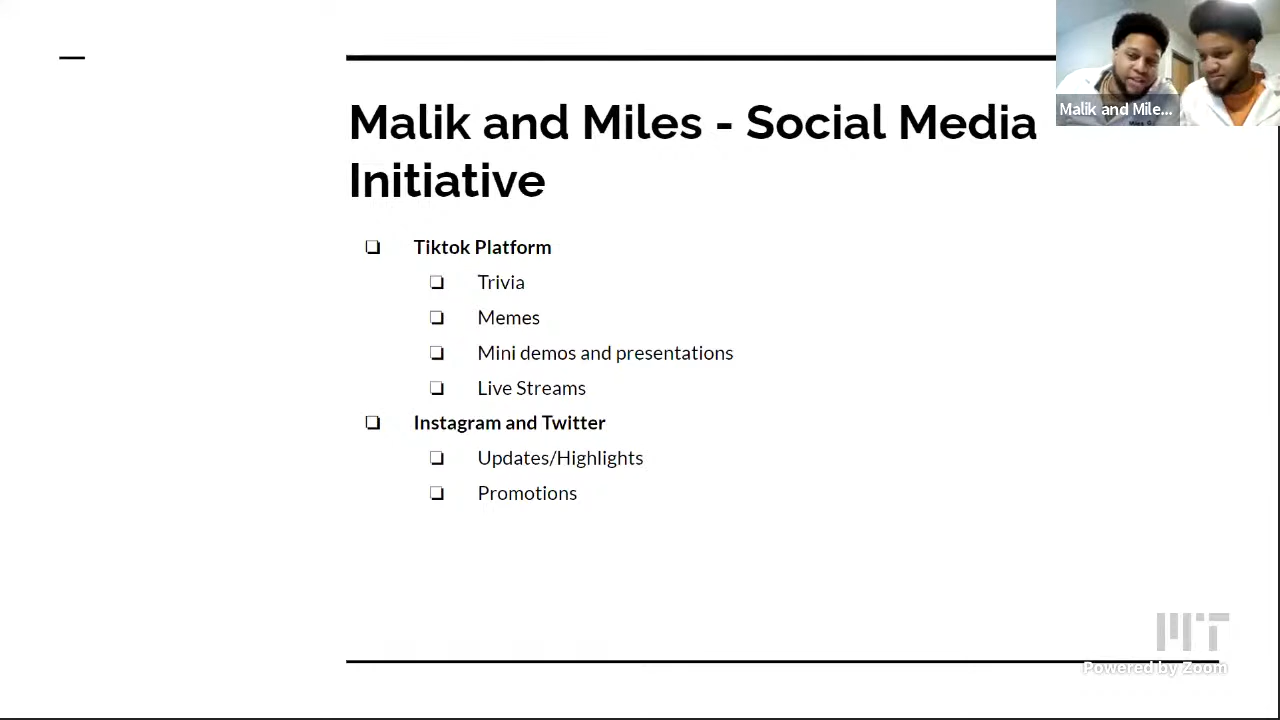 Malik and Mile...
Malik and Miles - Social Media
Initiative
Tiktok Platform
Trivia
Memes
Mini demos and presentations
Live Streams
Instagram and Twitter
Updates/Highlights
Promotions
MIT
Powered by Zoom